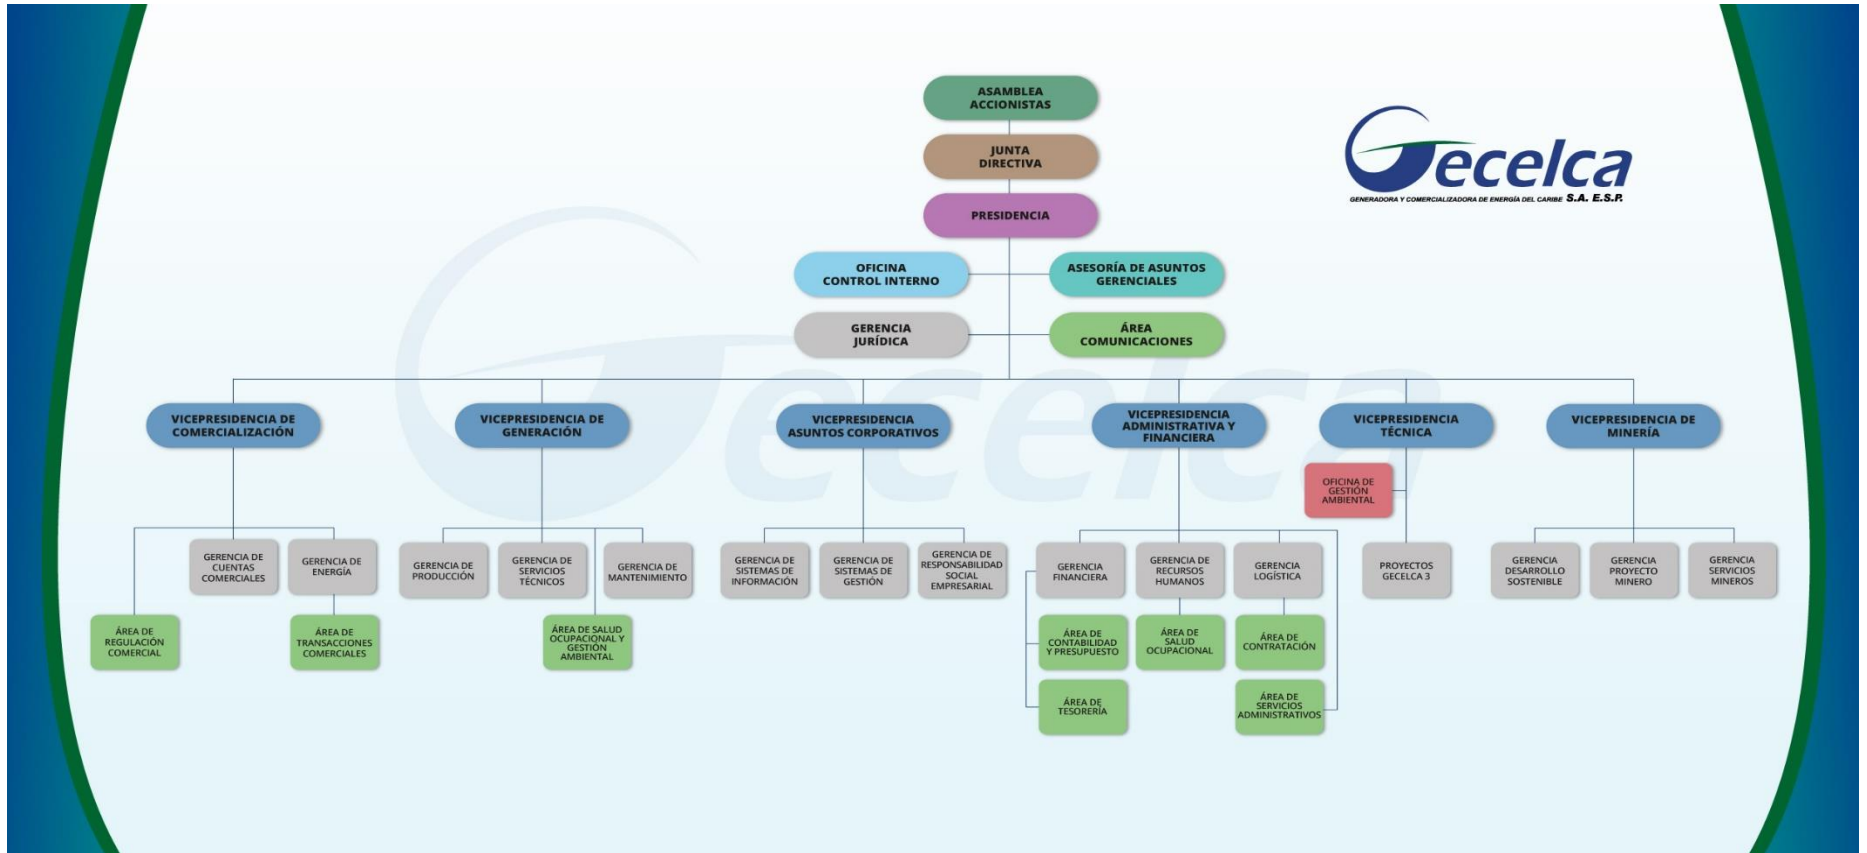 ASAMBLEA
ACCIONISTAS
JUNTA
DIRECTIVA
Gecelca
GENERADORA Y COMERCIALIZADORA DE ENERGÍA DEL CARIBE S.A. E.S.P.
PRESIDENCIA
OFICINA
CONTROL INTERNO
ASESORÍA DE ASUNTOS
GERENCIALES
GERENCIA
JURÍDICA
ÁREA
COMUNICACIONES
Gecelca
VICEPRESIDENCIA DE
COMERCIALIZACIÓN
VICEPRESIDENCIA DE
GENERACIÓN
VICEPRESIDENCIA
ASUNTOS CORPORATIVOS
VICEPRESIDENCIA
ADMINISTRATIVA Y
FINANCIERA
VICEPRESIDENCIA
TÉCNICA
VICEPRESIDENCIA DE
MINERÍA
OFICINA DE
GESTIÓN
AMBIENTAL
GERENCIA DE
CUENTAS
COMERCIALES
GERENCIA DE
ENERGÍA
GERENCIA DE
PRODUCCIÓN
GERENCIA DE
SERVICIOS
TÉCNICOS
GERENCIA DE
MANTENIMIENTO
GERENCIA DE
SISTEMAS DE
INFORMACIÓN
GERENCIA DE
SISTEMAS DE
GESTIÓN
GERENCIA DE
RESPONSABILIDAD
SOCIAL
EMPRESARIAL
GERENCIA
FINANCIERA
GERENCIA DE
RECURSOS
HUMANOS
GERENCIA
LOGÍSTICA
PROYECTOS
GECELCA 3
GERENCIA
DESARROLLO
SOSTENIBLE
GERENCIA
PROYECTO
MINERO
GERENCIA
SERVICIOS
MINEROS
ÁREA DE
REGULACIÓN
COMERCIAL
ÁREA DE
TRANSACCIONES
COMERCIALES
ÁREA DE SALUD
OCUPACIONAL Y
GESTIÓN
AMBIENTAL
ÁREA DE
CONTABILIDAD
Y PRESUPUESTO
ÁREA DE
SALUD
OCUPACIONAL
ÁREA DE
CONTRATACIÓN
ÁREA DE
TESORERÍA
ÁREA DE
SERVICIOS
ADMINISTRATIVOS